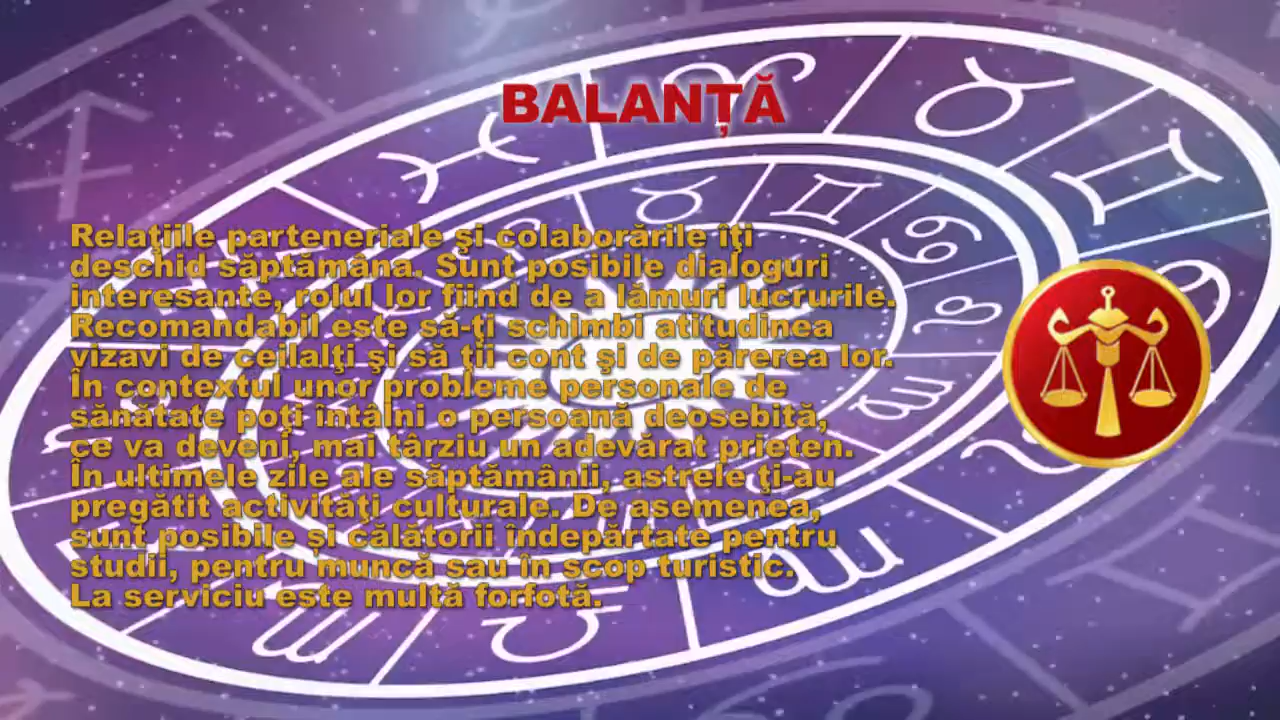 BALANȚĂ
Relaţiile parteneriale şi colaborările îţi
deschid săptămâna. Sunt posibile dialoguri
interesante, rolul lor fiind de a lămuri lucrurile.
Recomandabil este să-ţi schimbi atitudinea
vizavi de ceilalţi şi să ţii cont şi de părerea lor.
În contextul unor probleme personale de
sănătate poţi întâlni o persoană deosebită,
ce va deveni, mai târziu un adevărat prieten.
În ultimele zile ale săptămânii, astrele ţi-au
pregătit activităţi culturale. De asemenea,
sunt posibile și călătorii îndepărtate pentru
studii, pentru muncă sau în scop turistic.
La serviciu este multă forfotă.